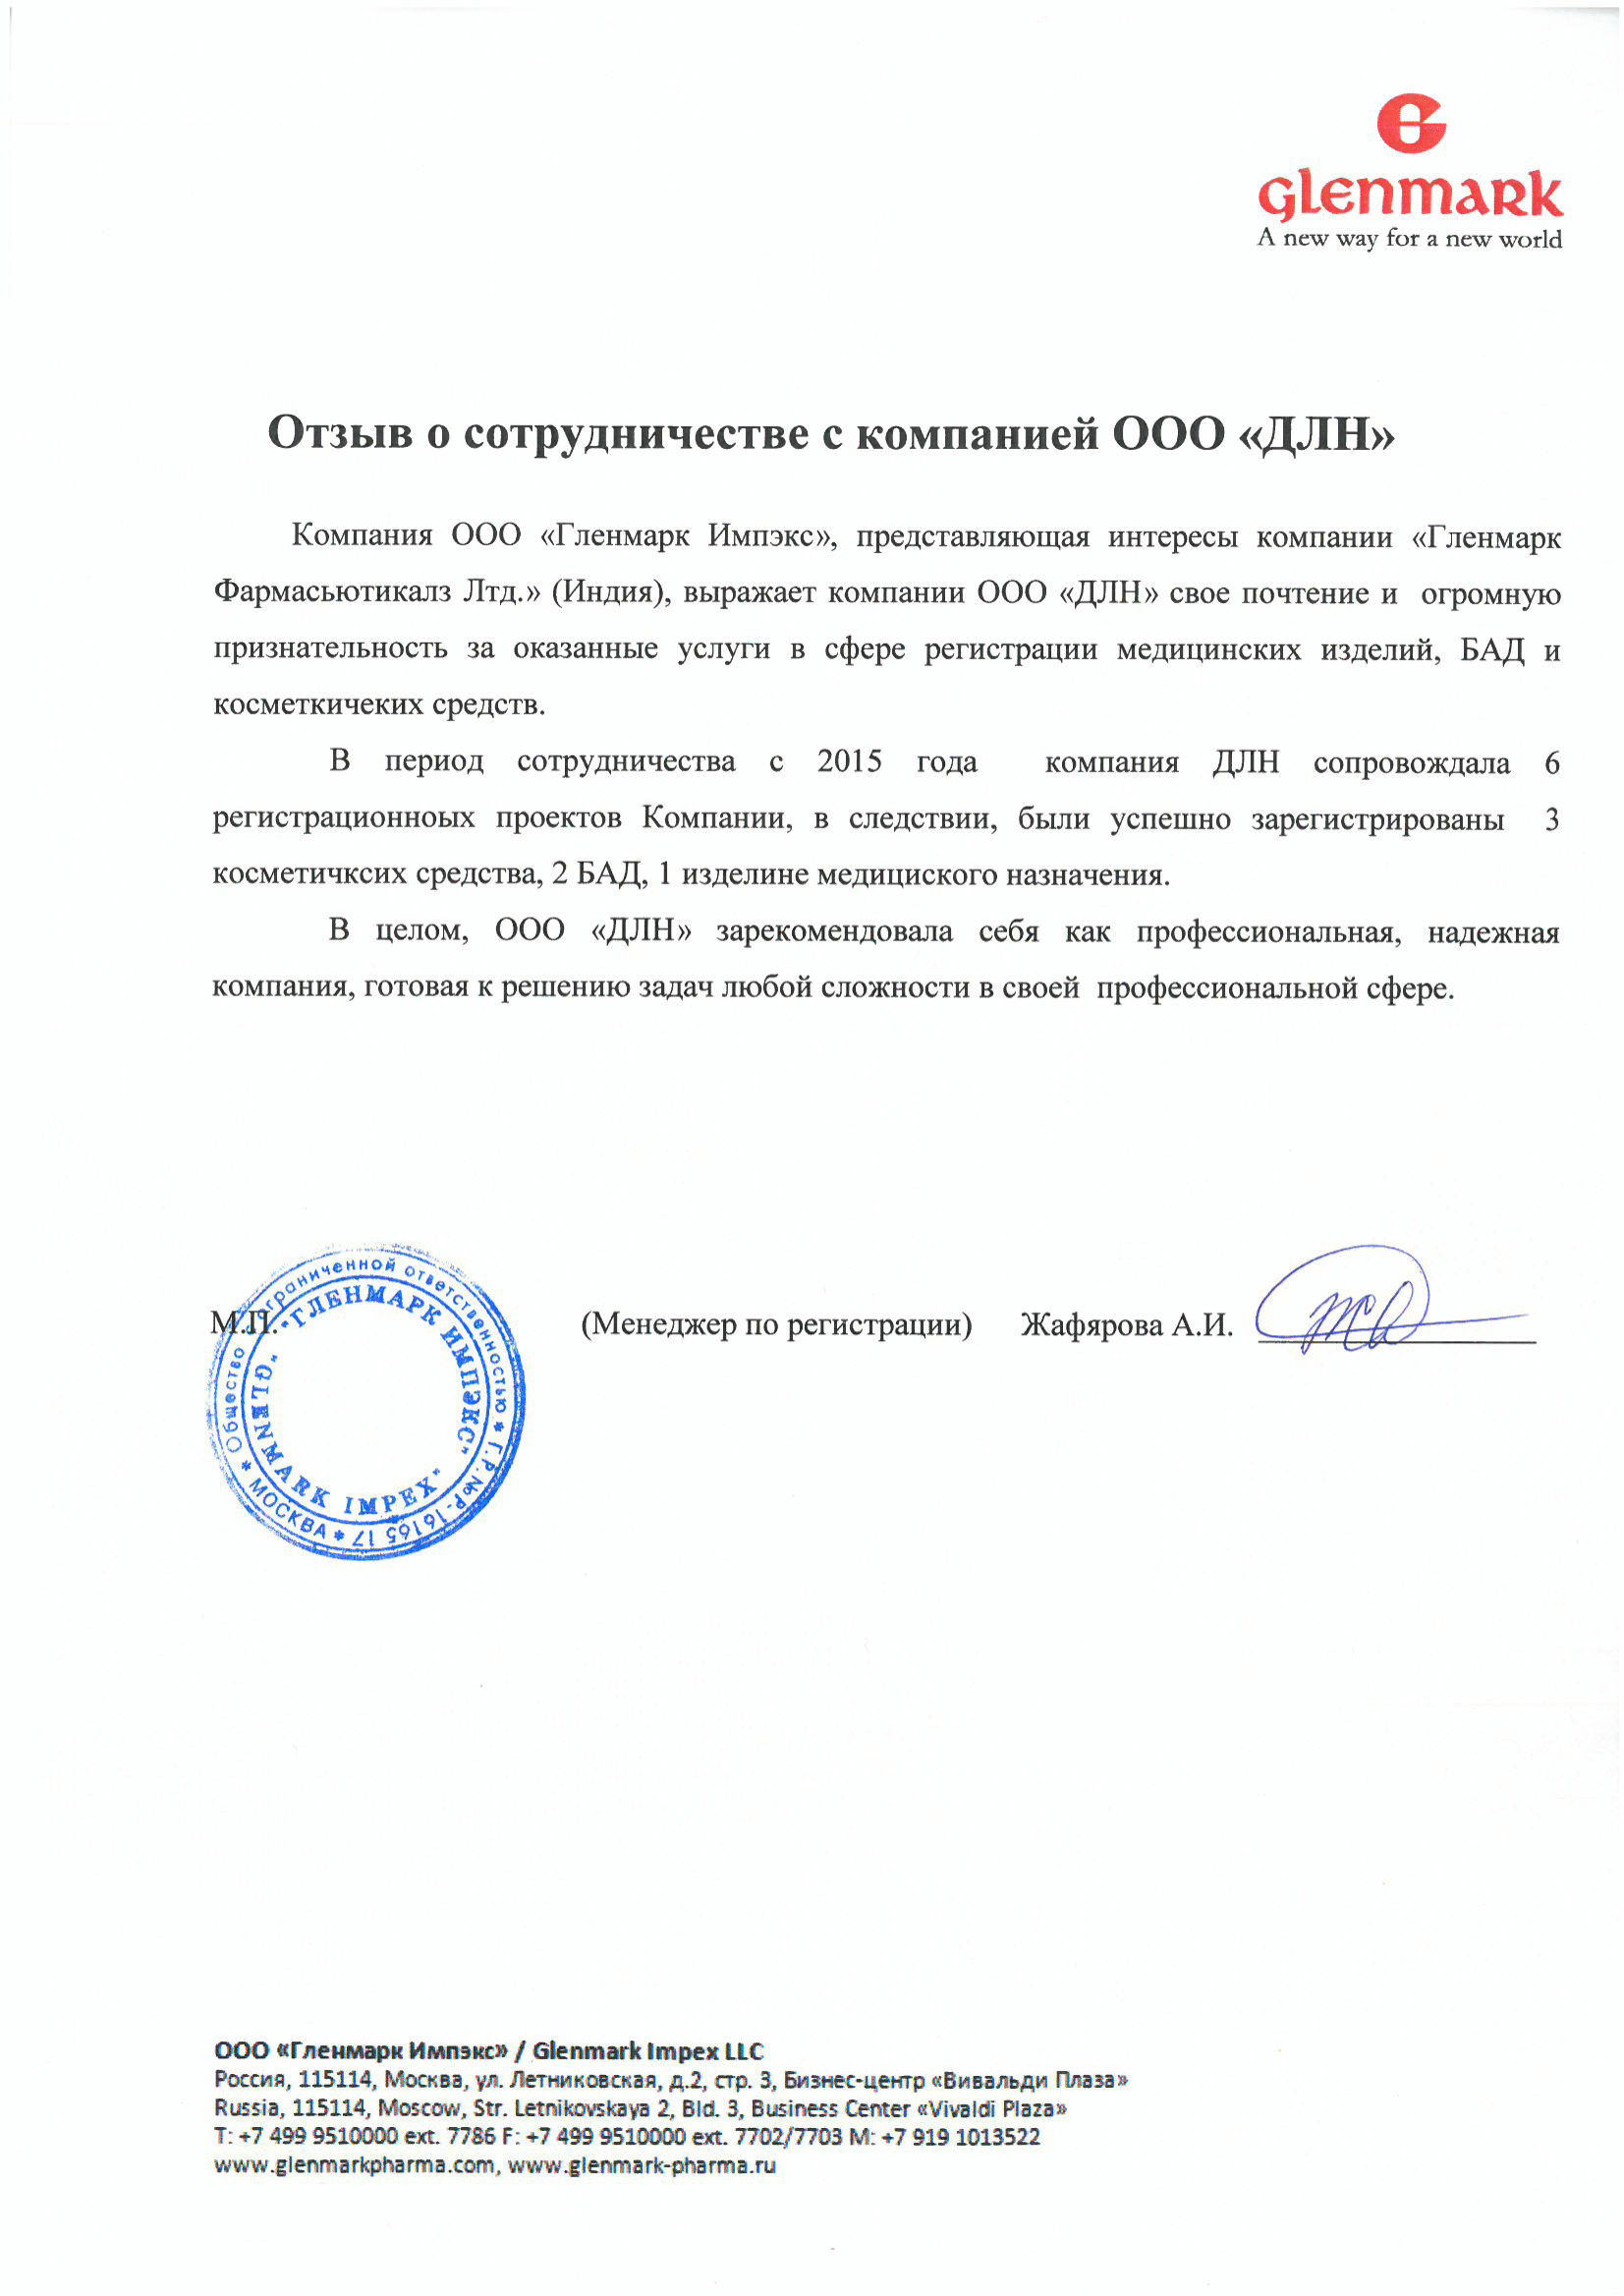 glenmark
A new way for a new world
Отзыв о сотрудничестве с компанией ООО «ДЛН»
Компания ООО «Гленмарк Импэкс», представляющая интересы компании «Гленмарк
Фармасьютикалз Лтд.» (Индия), выражает компании ООО «ДЛН» свое почтение и огромную
признательность за оказанные услуги в сфере регистрации медицинских изделий, БАД и
косметкичеких средств.
В период сотрудничества с 2015 года компания ДЛН сопровождала 6
регистрационноых проектов Компании, в следствии, были успешно зарегистрированы 3
косметичксих средства, 2 БАД, 1 изделине медициского назначения.
В целом, ООО «ДЛН» зарекомендовала себя как профессиональная, надежная
компания, готовая к решению задач любой сложности в своей профессиональной сфере.
М.П. (Менеджер по регистрации) Жафярова А.И.
Общество ограниченной ответственностью * Г.Р.№Р-16165 17 * МОСКВА *
"ГЛЕНМАРК ИМПЭКС"
MARK IMPEX"
ООО «Гленмарк Импэкс» / Glenmark Impex LLC
Россия, 115114, Москва, ул. Летниковская, д.2, стр. 3, Бизнес-центр «Вивальди Плаза»
Russia, 115114, Moscow, Str. Letnikovskaya 2, Bld. 3, Business Center «Vivaldi Plaza»
T: +7 499 9510000 ext. 7786 F: +7 499 9510000 ext. 7702/7703 M: +7 919 1013522
www.glenmarkpharma.com, www.glenmark-pharma.ru